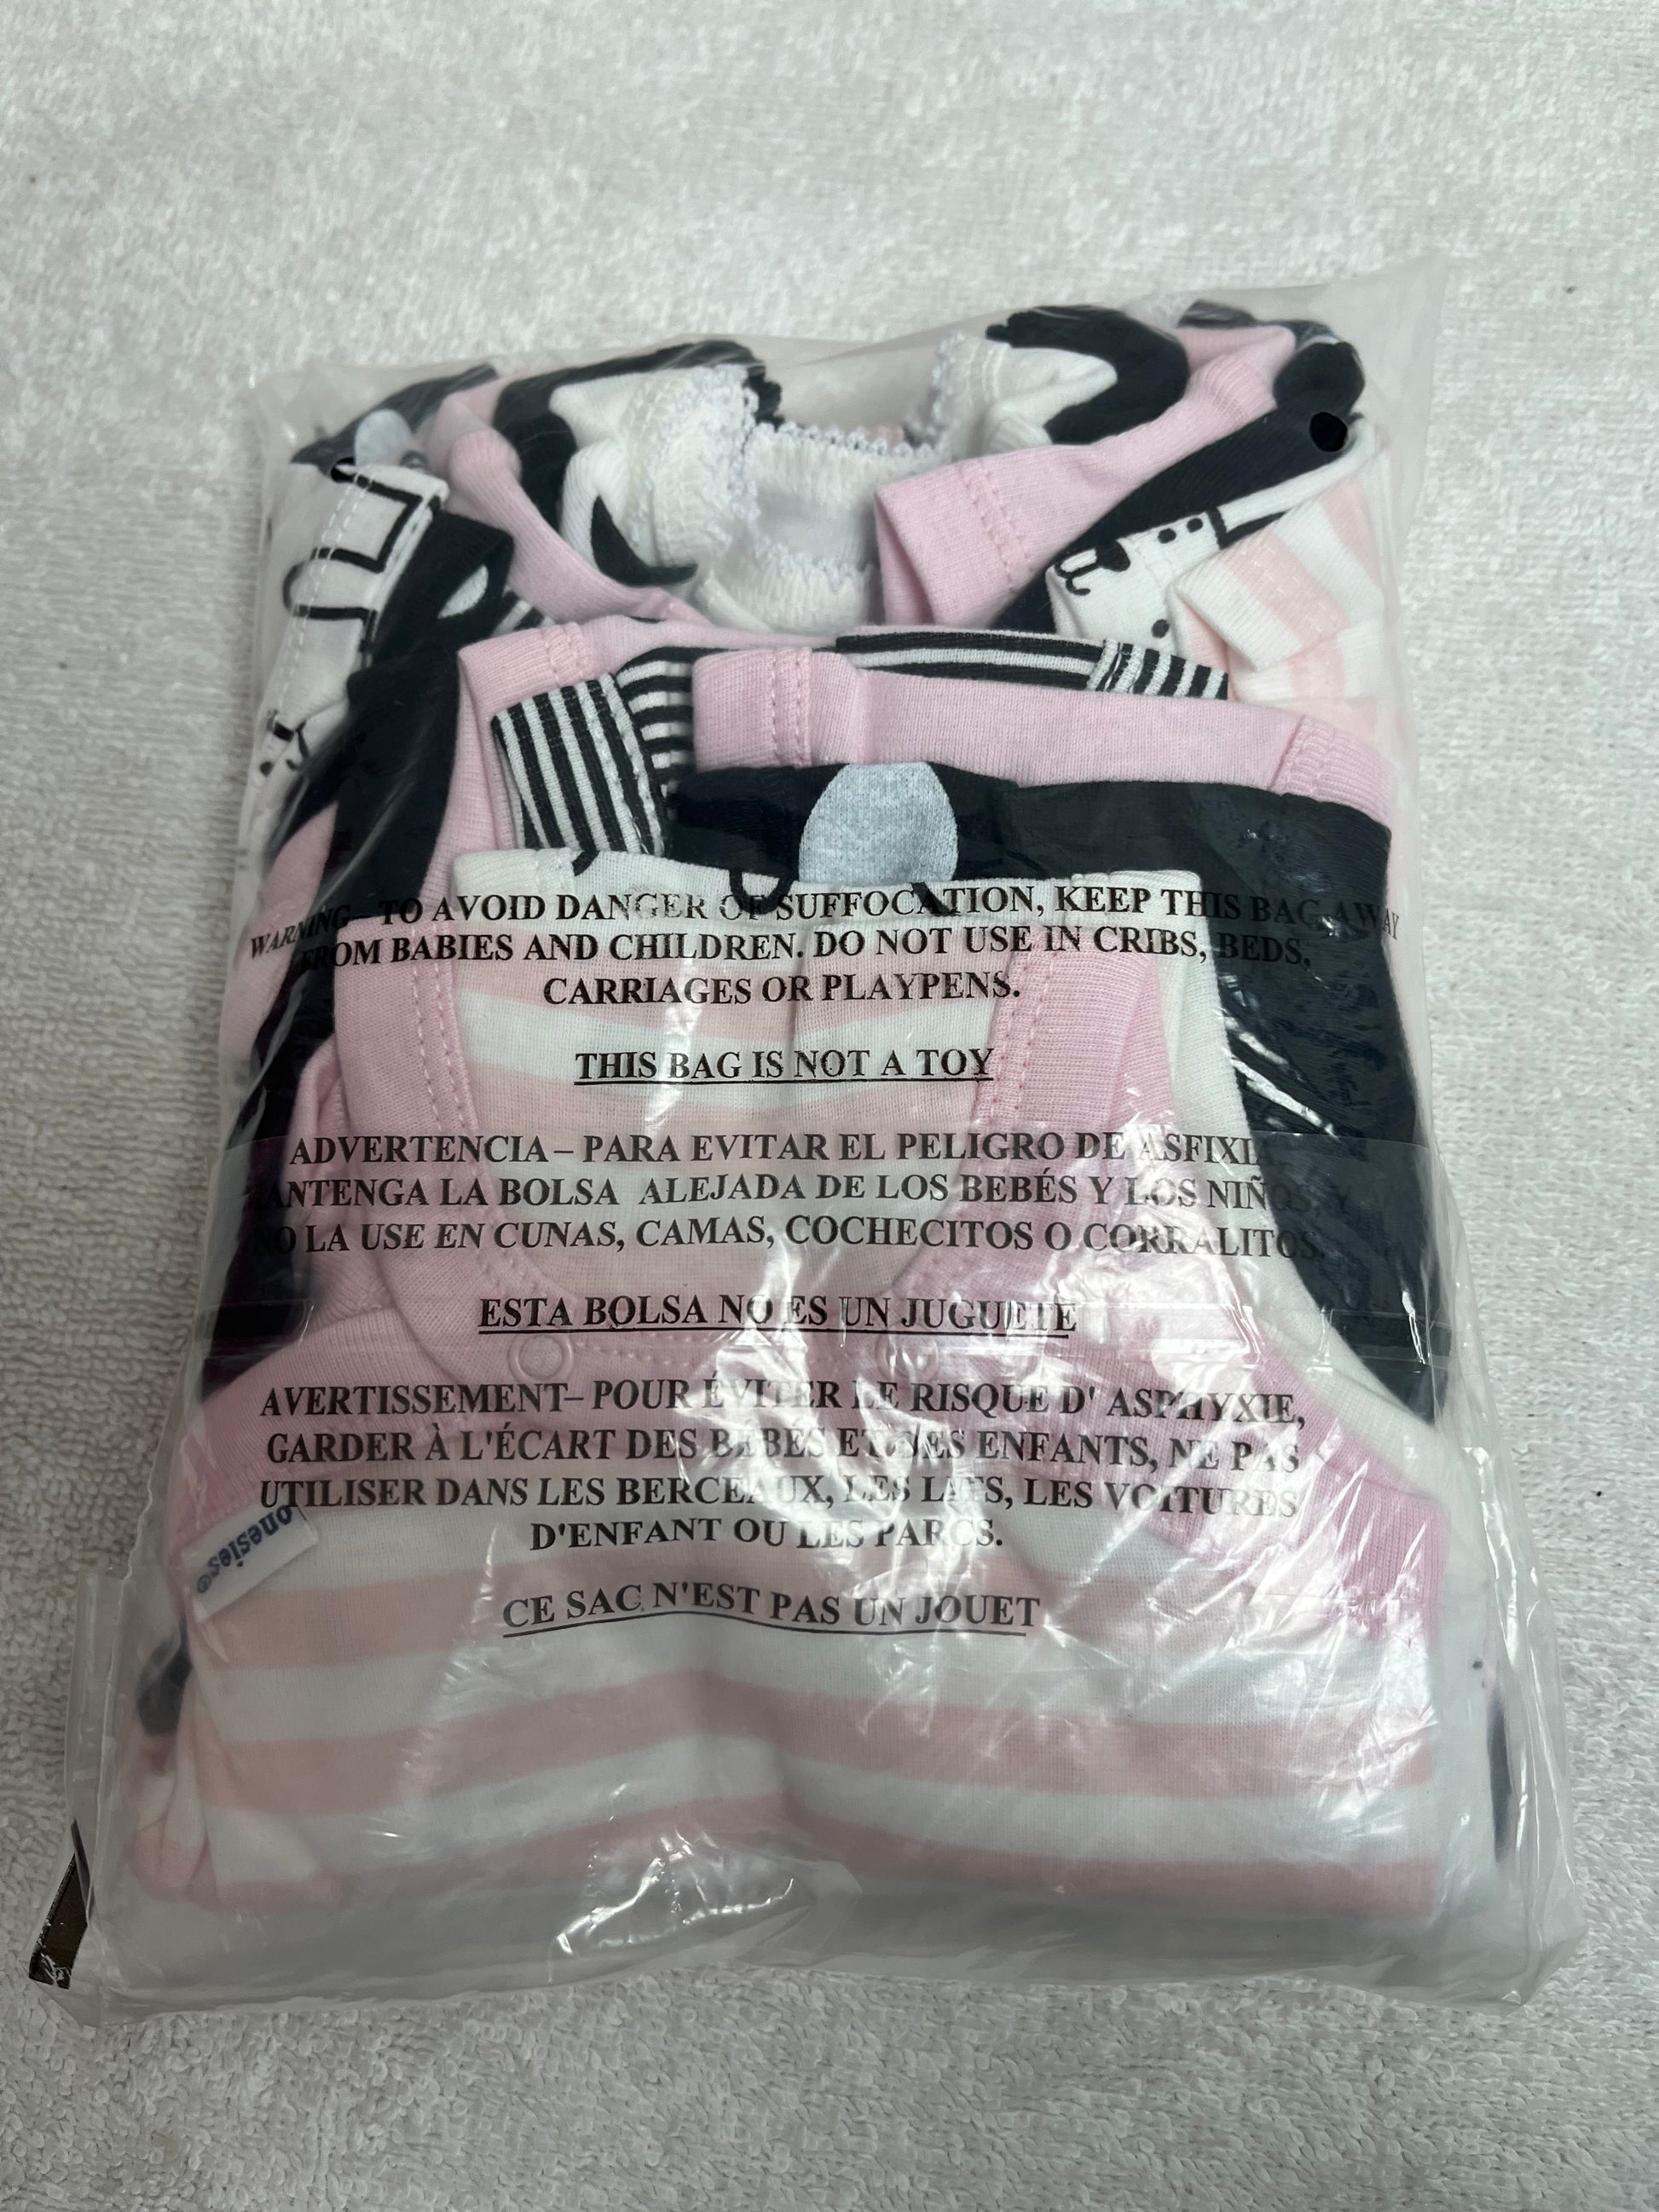 WARNING– TO AVOID DANGER OF SUFFOCATION, KEEP THIS BAG AWAY
FROM BABIES AND CHILDREN. DO NOT USE IN CRIBS, BEDS,
CARRIAGES OR PLAYPENS.
THIS BAG IS NOT A TOY
ADVERTENCIA – PARA EVITAR EL PELIGRO DE ASFIXIA
MANTENGA LA BOLSA ALEJADA DE LOS BEBÉS Y LOS NIÑOS, Y
NO LA USE EN CUNAS, CAMAS, COCHECITOS O CORRALITOS.
ESTA BOLSA NO ES UN JUGUETE
AVERTISSEMENT– POUR ÉVITER LE RISQUE D' ASPHYXIE,
GARDER À L'ÉCART DES BEBÉS ET DES ENFANTS, NE PAS
UTILISER DANS LES BERCEAUX, LES LITS, LES VOITURES
D'ENFANT OU LES PARCS.
CE SAC N'EST PAS UN JOUET
onesies®